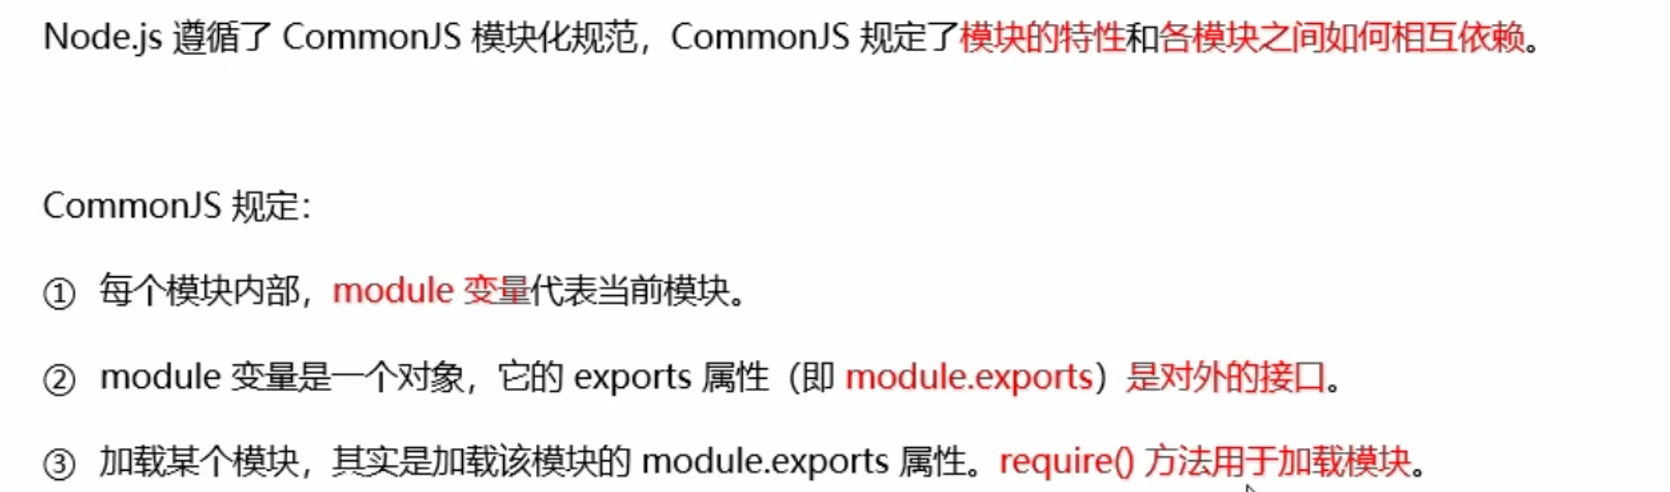 Node.js 遵循了 CommonJS 模块化规范，CommonJS 规定了模块的特性和各模块之间如何相互依赖。
CommonJS 规定：
① 每个模块内部，module 变量代表当前模块。
② module 变量是一个对象，它的 exports 属性（即 module.exports）是对外的接口。
③ 加载某个模块，其实是加载该模块的 module.exports 属性。require() 方法用于加载模块。